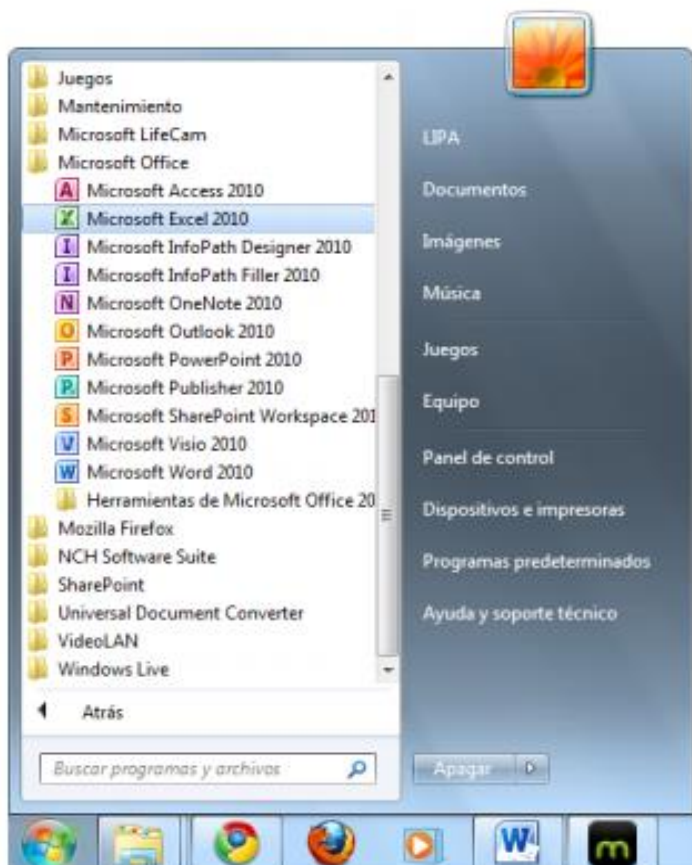 Juegos
Mantenimiento
Microsoft LifeCam
Microsoft Office
A Microsoft Access 2010
X Microsoft Excel 2010
I Microsoft InfoPath Designer 2010
I Microsoft InfoPath Filler 2010
N Microsoft OneNote 2010
O Microsoft Outlook 2010
P Microsoft PowerPoint 2010
P Microsoft Publisher 2010
S Microsoft SharePoint Workspace 201
V Microsoft Visio 2010
W Microsoft Word 2010
Herramientas de Microsoft Office 20
Mozilla Firefox
NCH Software Suite
SharePoint
Universal Document Converter
VideoLAN
Windows Live
Atrás
Buscar programas y archivos
LIPA
Documentos
Imágenes
Música
Juegos
Equipo
Panel de control
Dispositivos e impresoras
Programas predeterminados
Ayuda y soporte técnico
Apagar
W
m